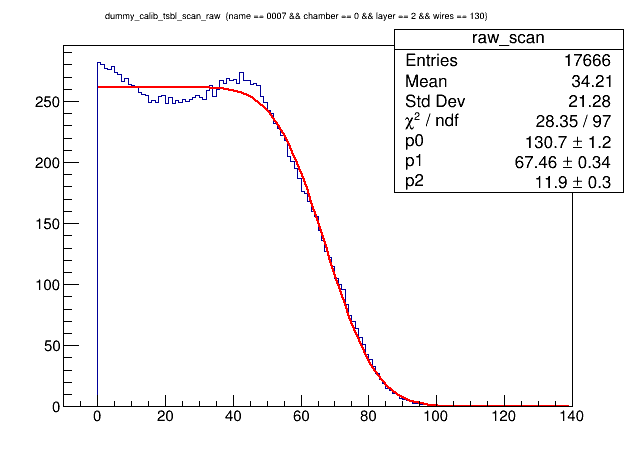 dummy_calib_tsbl_scan_raw (name == 0007 && chamber == 0 && layer == 2 && wires == 130)
raw_scan
Entries 17666
Mean 34.21
Std Dev 21.28
χ² / ndf 28.35 / 97
p0 130.7 ± 1.2
p1 67.46 ± 0.34
p2 11.9 ± 0.3
250
200
150
100
50
0
0 20 40 60 80 100 120 140